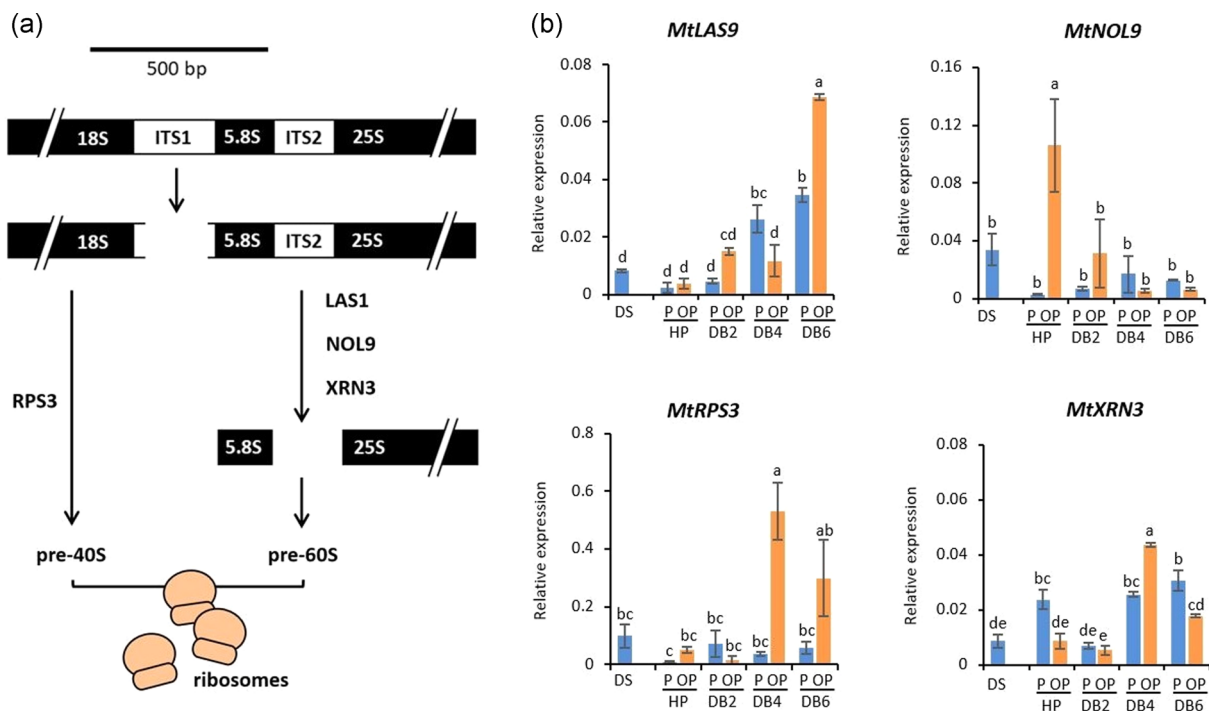 (a)
500 bp
18S ITS1 5.8S ITS2 25S
18S 5.8S ITS2 25S
LAS1
NOL9
XRN3
RPS3
5.8S 25S
pre-40S pre-60S
ribosomes
(b)
MtLAS9
Relative expression
0.08
0.06
0.04
0.02
0
d d d d cd bc b a
DS P OP P OP P OP P OP
HP DB2 DB4 DB6
MtNOL9
Relative expression
0.16
0.12
0.08
0.04
0
b b a b b b b b b
DS P OP P OP P OP P OP
HP DB2 DB4 DB6
MtRPS3
Relative expression
0.8
0.6
0.4
0.2
0
bc c bc bc bc bc a bc ab
DS P OP P OP P OP P OP
HP DB2 DB4 DB6
MtXRN3
Relative expression
0.08
0.06
0.04
0.02
0
de bc de de e bc a b cd
DS P OP P OP P OP P OP
HP DB2 DB4 DB6